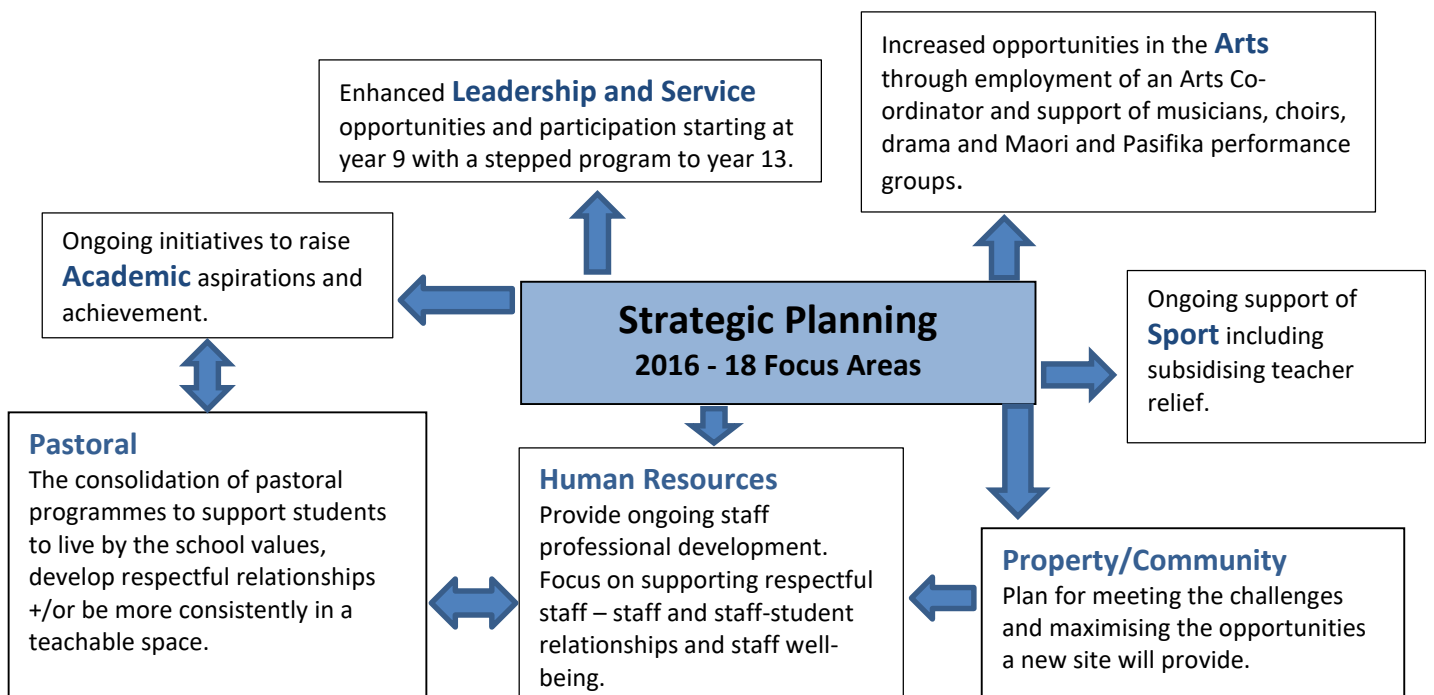 Increased opportunities in the Arts
through employment of an Arts Co-
ordinator and support of musicians, choirs,
drama and Maori and Pasifika performance
groups.
Enhanced Leadership and Service
opportunities and participation starting at
year 9 with a stepped program to year 13.
Ongoing initiatives to raise
Academic aspirations and
achievement.
Strategic Planning
2016 - 18 Focus Areas
Ongoing support of
Sport including
subsidising teacher
relief.
Pastoral
The consolidation of pastoral
programmes to support students
to live by the school values,
develop respectful relationships
+/or be more consistently in a
teachable space.
Human Resources
Provide ongoing staff
professional development.
Focus on supporting respectful
staff – staff and staff-student
relationships and staff well-
being.
Property/Community
Plan for meeting the challenges
and maximising the opportunities
a new site will provide.